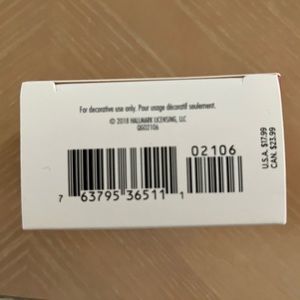 For decorative use only. Pour usage décoratif seulement.
© 2018 HALLMARK LICENSING, LLC
QGO2106
02106
7 63795 36511 1
U.S.A. $17.99
CAN. $23.99